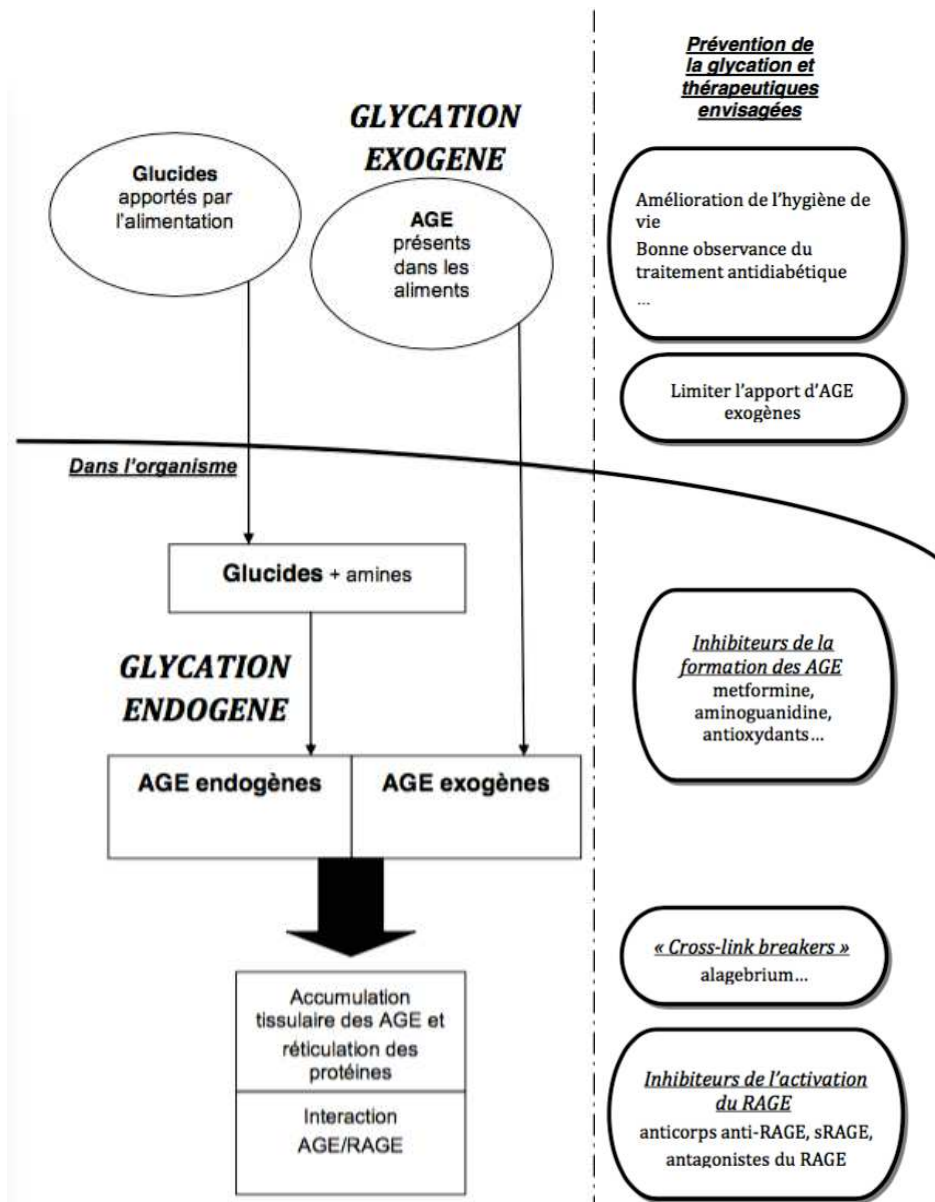 GLYCATION
EXOGENE
Glucides
apportés par
l'alimentation
AGE
présents
dans les
aliments
Dans l'organisme
Glucides + amines
GLYCATION
ENDOGENE
AGE endogènes
AGE exogènes
Accumulation
tissulaire des AGE et
réticulation des
protéines
Interaction
AGE/RAGE
Prévention de
la glycation et
thérapeutiques
envisagées
Amélioration de l'hygiène de
vie
Bonne observance du
traitement antidiabétique
…
Limiter l'apport d'AGE
exogènes
Inhibiteurs de la
formation des AGE
metformine,
aminoguanidine,
antioxydants…
« Cross-link breakers »
alagebrium…
Inhibiteurs de l'activation
du RAGE
anticorps anti-RAGE, sRAGE,
antagonistes du RAGE